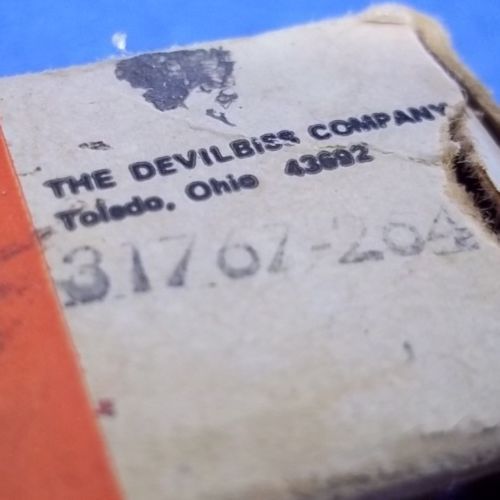 THE DEVILBISS COMPANY
Toledo, Ohio 43692
31767-264